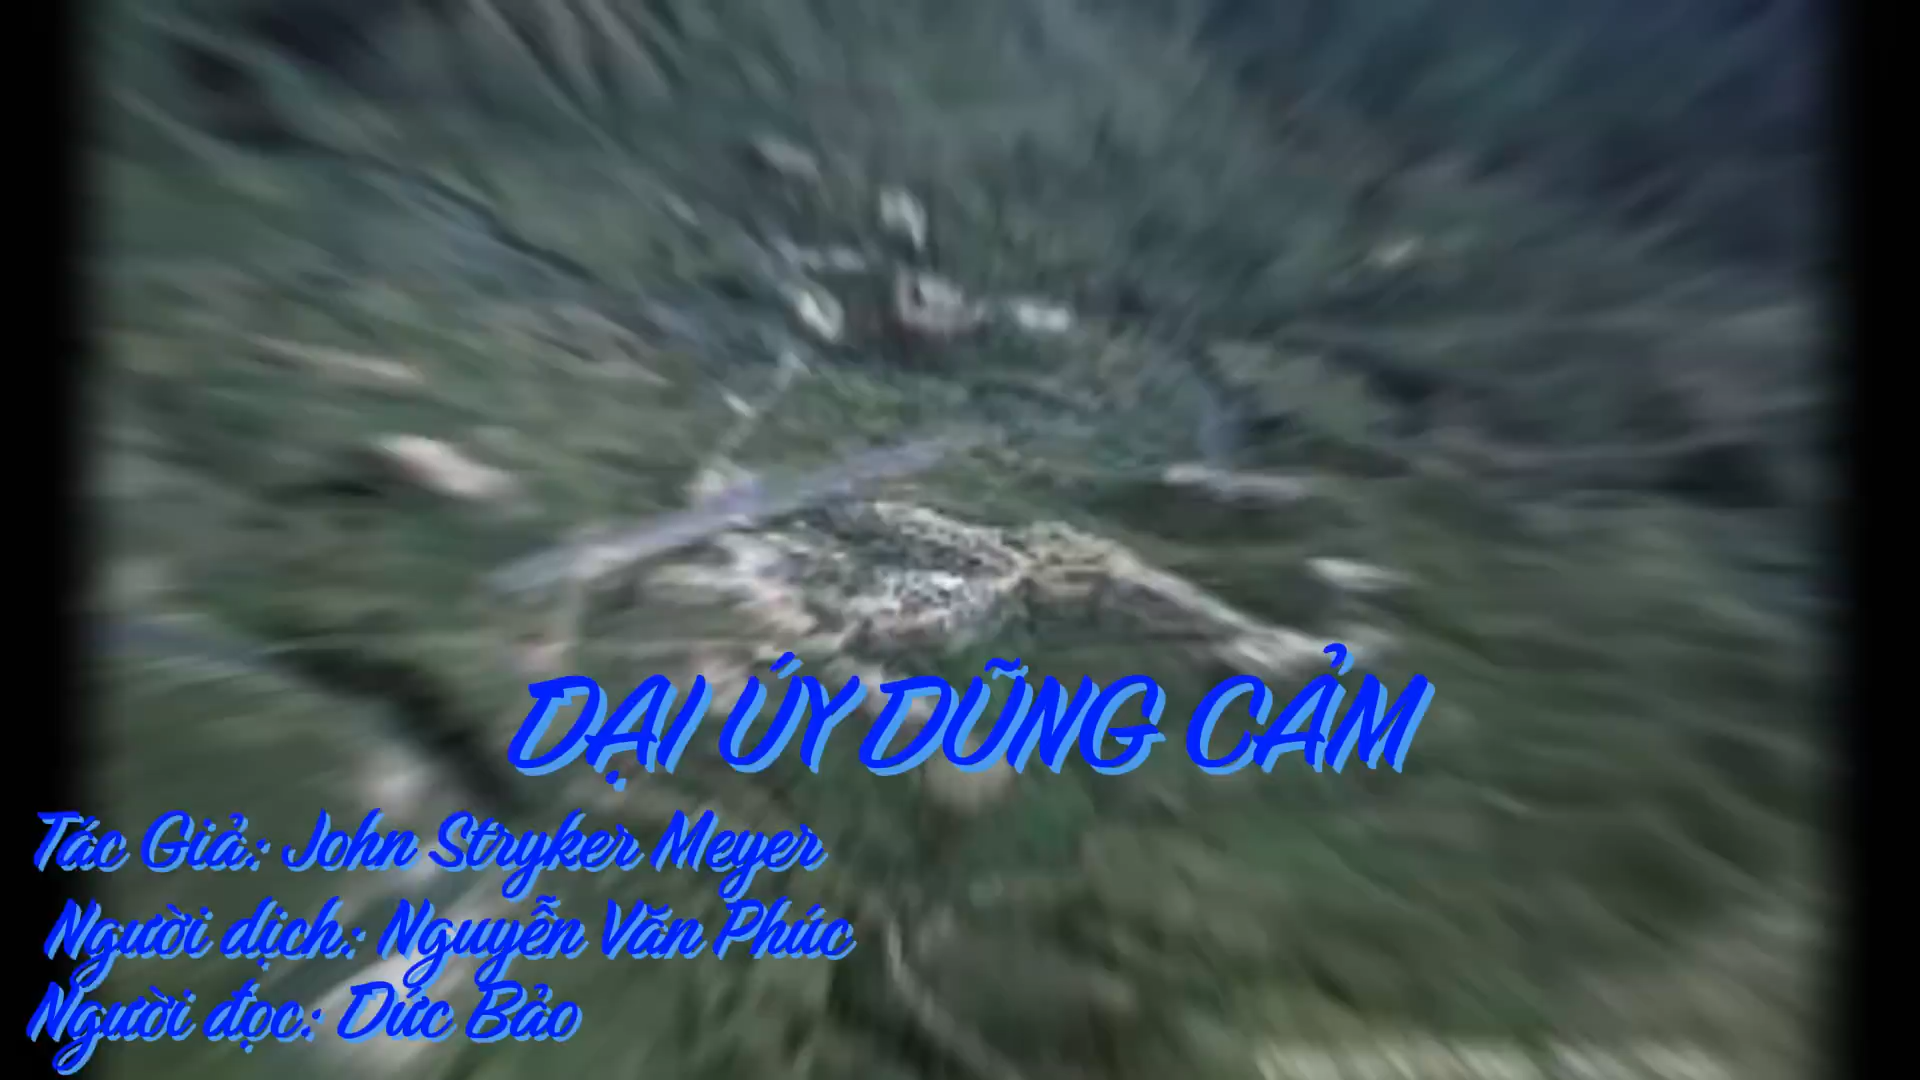 ĐẠI ÚY DŨNG CẢM
Tác Giả: John Stryker Meyer
Người dịch: Nguyễn Văn Phúc
Người đọc: Đức Bảo